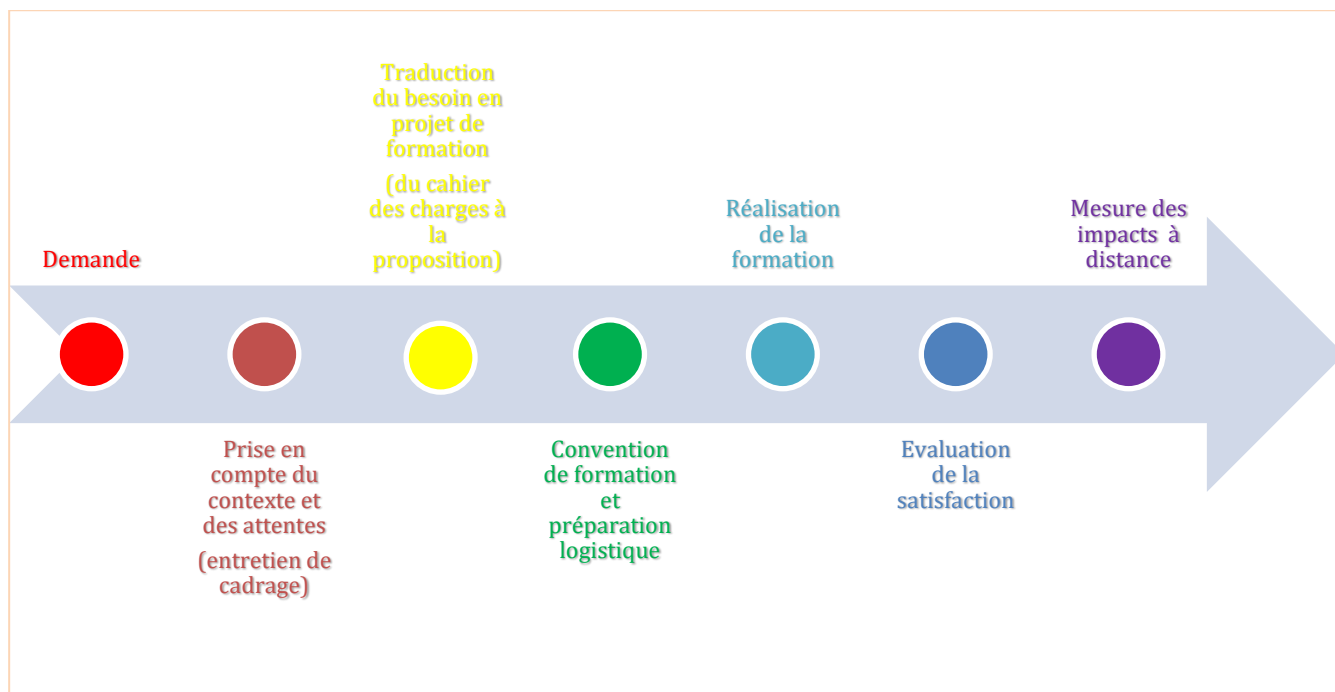 Demande
Prise en
compte du
contexte et
des attentes
(entretien de
cadrage)
Traduction
du besoin en
projet de
formation
(du cahier
des charges à
la
proposition)
Convention
de formation
et
préparation
logistique
Réalisation
de la
formation
Evaluation
de la
satisfaction
Mesure des
impacts à
distance